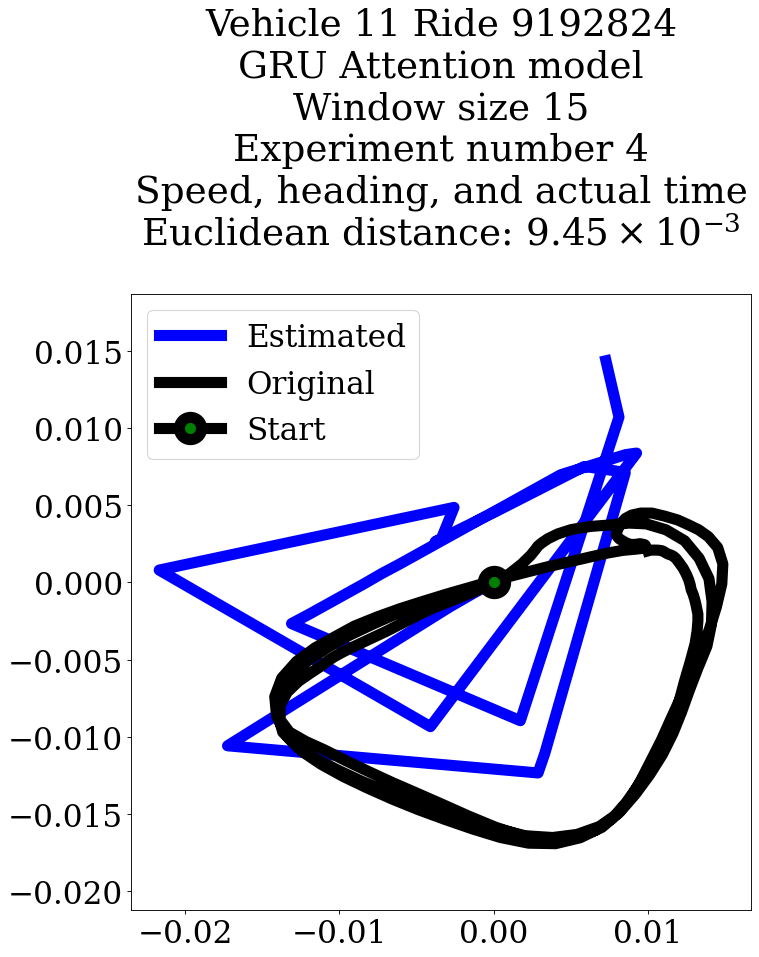 Vehicle 11 Ride 9192824
GRU Attention model
Window size 15
Experiment number 4
Speed, heading, and actual time
Euclidean distance: 9.45 × 10⁻³
Estimated
Original
Start
0.015
0.010
0.005
0.000
−0.005
−0.010
−0.015
−0.020
−0.02 −0.01 0.00 0.01